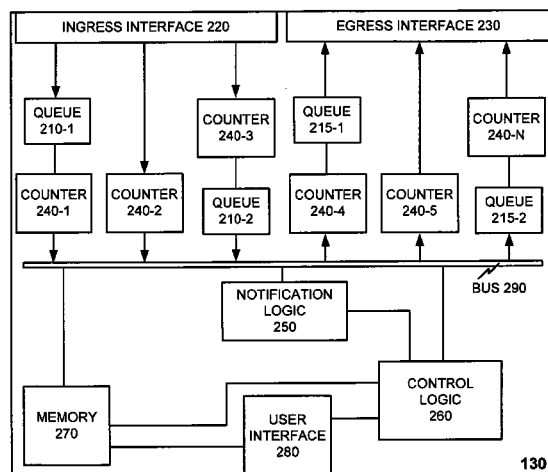 INGRESS INTERFACE 220
EGRESS INTERFACE 230
QUEUE
210-1
COUNTER
240-3
QUEUE
215-1
COUNTER
240-N
COUNTER
240-1
COUNTER
240-2
QUEUE
210-2
COUNTER
240-4
COUNTER
240-5
QUEUE
215-2
BUS 290
NOTIFICATION
LOGIC
250
MEMORY
270
USER
INTERFACE
280
CONTROL
LOGIC
260
130